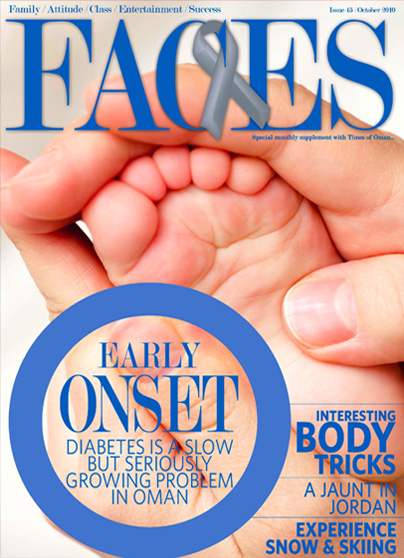 Family / Attitude / Class / Entertainment / Success
Issue 45 / October 2010
FACES
Special monthly supplement with Times of Oman...
EARLY
ONSET
DIABETES IS A SLOW
BUT SERIOUSLY
GROWING PROBLEM
IN OMAN
INTERESTING
BODY
TRICKS
A JAUNT IN
JORDAN
EXPERIENCE
SNOW & SKIING